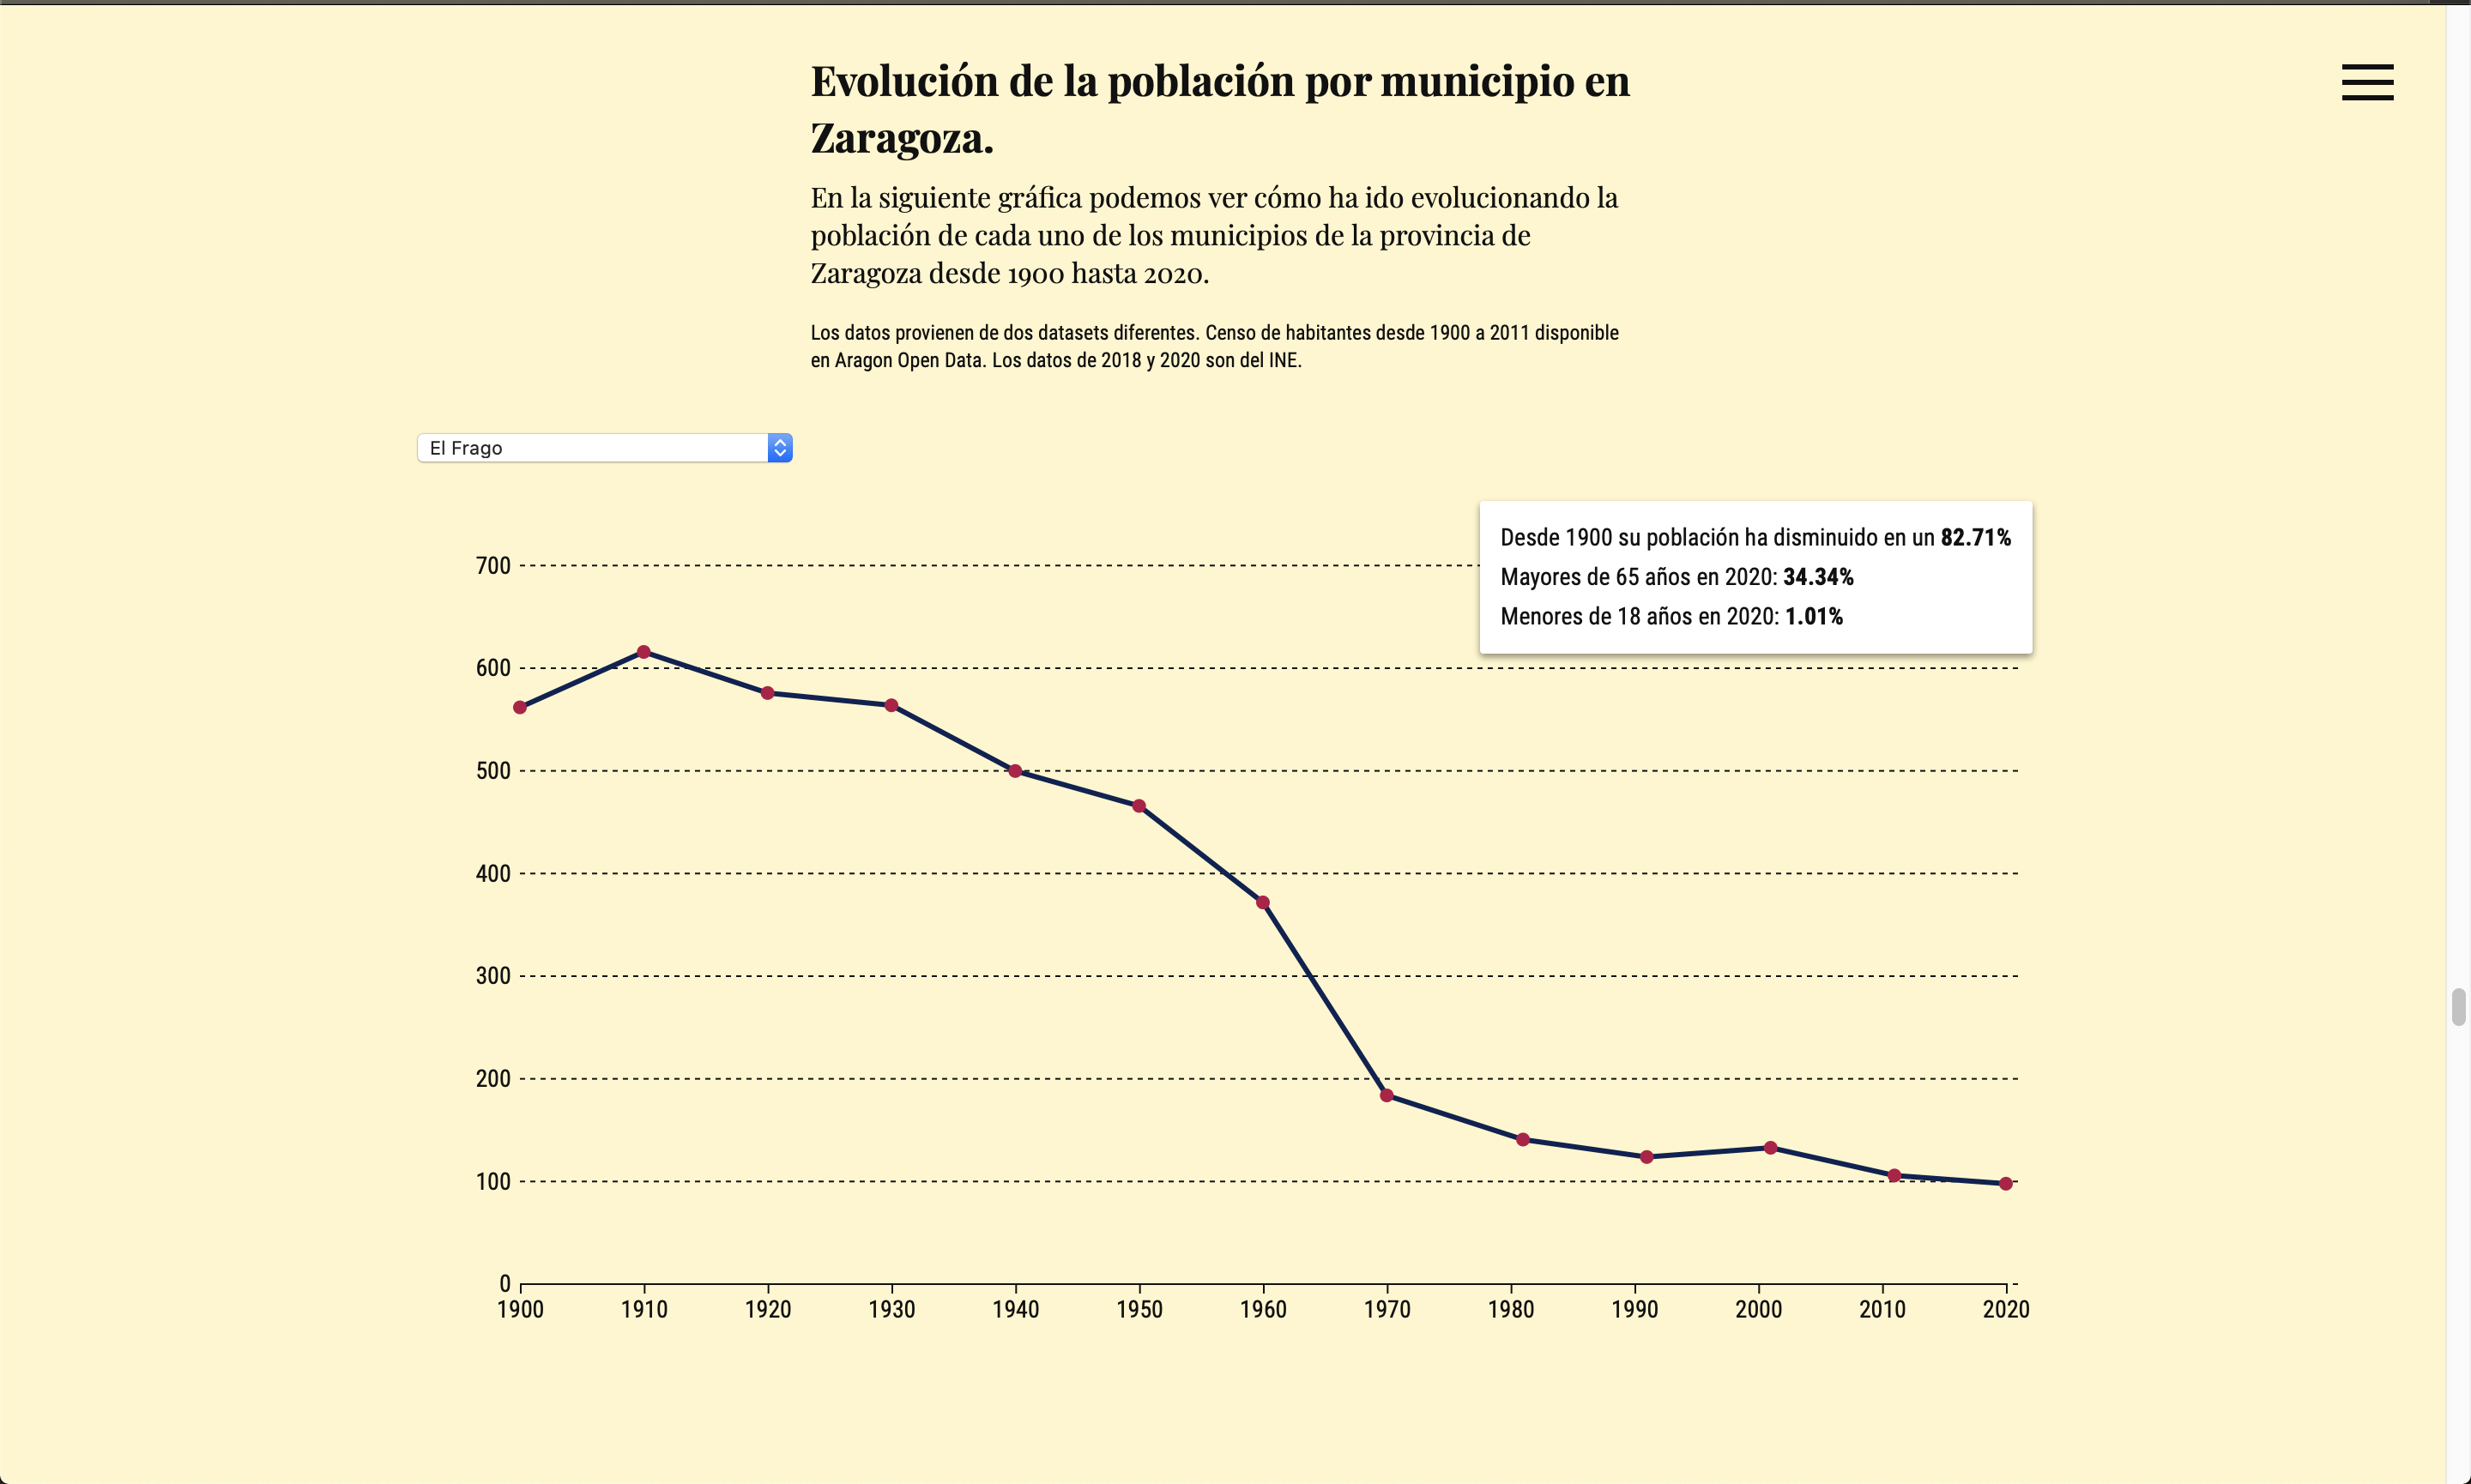 Evolución de la población por municipio en
Zaragoza.
En la siguiente gráfica podemos ver cómo ha ido evolucionando la
población de cada uno de los municipios de la provincia de
Zaragoza desde 1900 hasta 2020.
Los datos provienen de dos datasets diferentes. Censo de habitantes desde 1900 a 2011 disponible
en Aragon Open Data. Los datos de 2018 y 2020 son del INE.
El Frago
Desde 1900 su población ha disminuido en un 82.71%
Mayores de 65 años en 2020: 34.34%
Menores de 18 años en 2020: 1.01%
700
600
500
400
300
200
100
0
1900 1910 1920 1930 1940 1950 1960 1970 1980 1990 2000 2010 2020